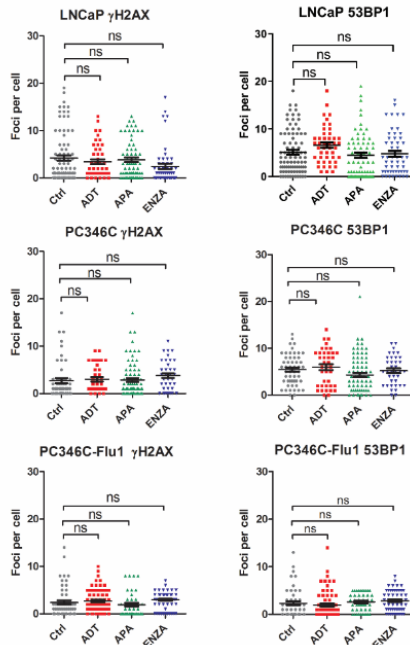 LNCaP γH2AX
ns
ns
ns
Foci per cell
30
20
10
0
Ctrl
ADT
APA
ENZA
LNCaP 53BP1
ns
ns
ns
Foci per cell
30
20
10
0
Ctrl
ADT
APA
ENZA
PC346C γH2AX
ns
ns
ns
Foci per cell
30
20
10
0
Ctrl
ADT
APA
ENZA
PC346C 53BP1
ns
ns
ns
Foci per cell
30
20
10
0
Ctrl
ADT
APA
ENZA
PC346C-Flu1 γH2AX
ns
ns
ns
Foci per cell
30
20
10
0
Ctrl
ADT
APA
ENZA
PC346C-Flu1 53BP1
ns
ns
ns
Foci per cell
30
20
10
0
Ctrl
ADT
APA
ENZA